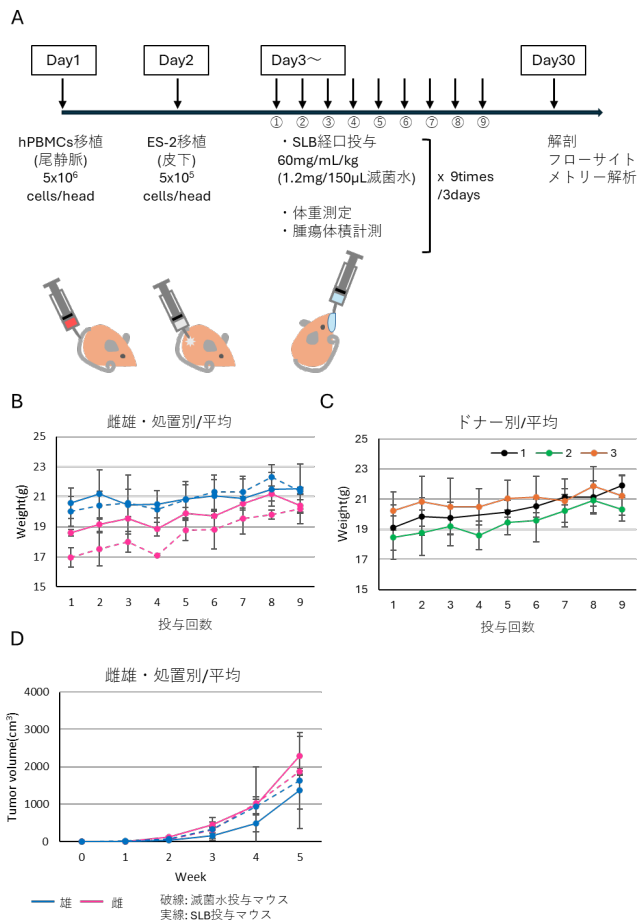 A
Day1
Day2
Day3～
Day30
① ② ③ ④ ⑤ ⑥ ⑦ ⑧ ⑨
hPBMCs移植
(尾静脈)
5x10⁶
cells/head
ES-2移植
(皮下)
5x10⁵
cells/head
・SLB経口投与
60mg/mL/kg
(1.2mg/150μL滅菌水)
・体重測定
・腫瘍体積計測
x 9times
/3days
解剖
フローサイト
メトリー解析
B
雌雄・処置別/平均
Weight(g)
25
23
21
19
17
15
1 2 3 4 5 6 7 8 9
投与回数
C
ドナー別/平均
1 2 3
Weight(g)
25
23
21
19
17
15
1 2 3 4 5 6 7 8 9
投与回数
D
雌雄・処置別/平均
Tumor volume(cm³)
4000
3000
2000
1000
0
0 1 2 3 4 5
Week
雄 雌
破線: 滅菌水投与マウス
実線: SLB投与マウス